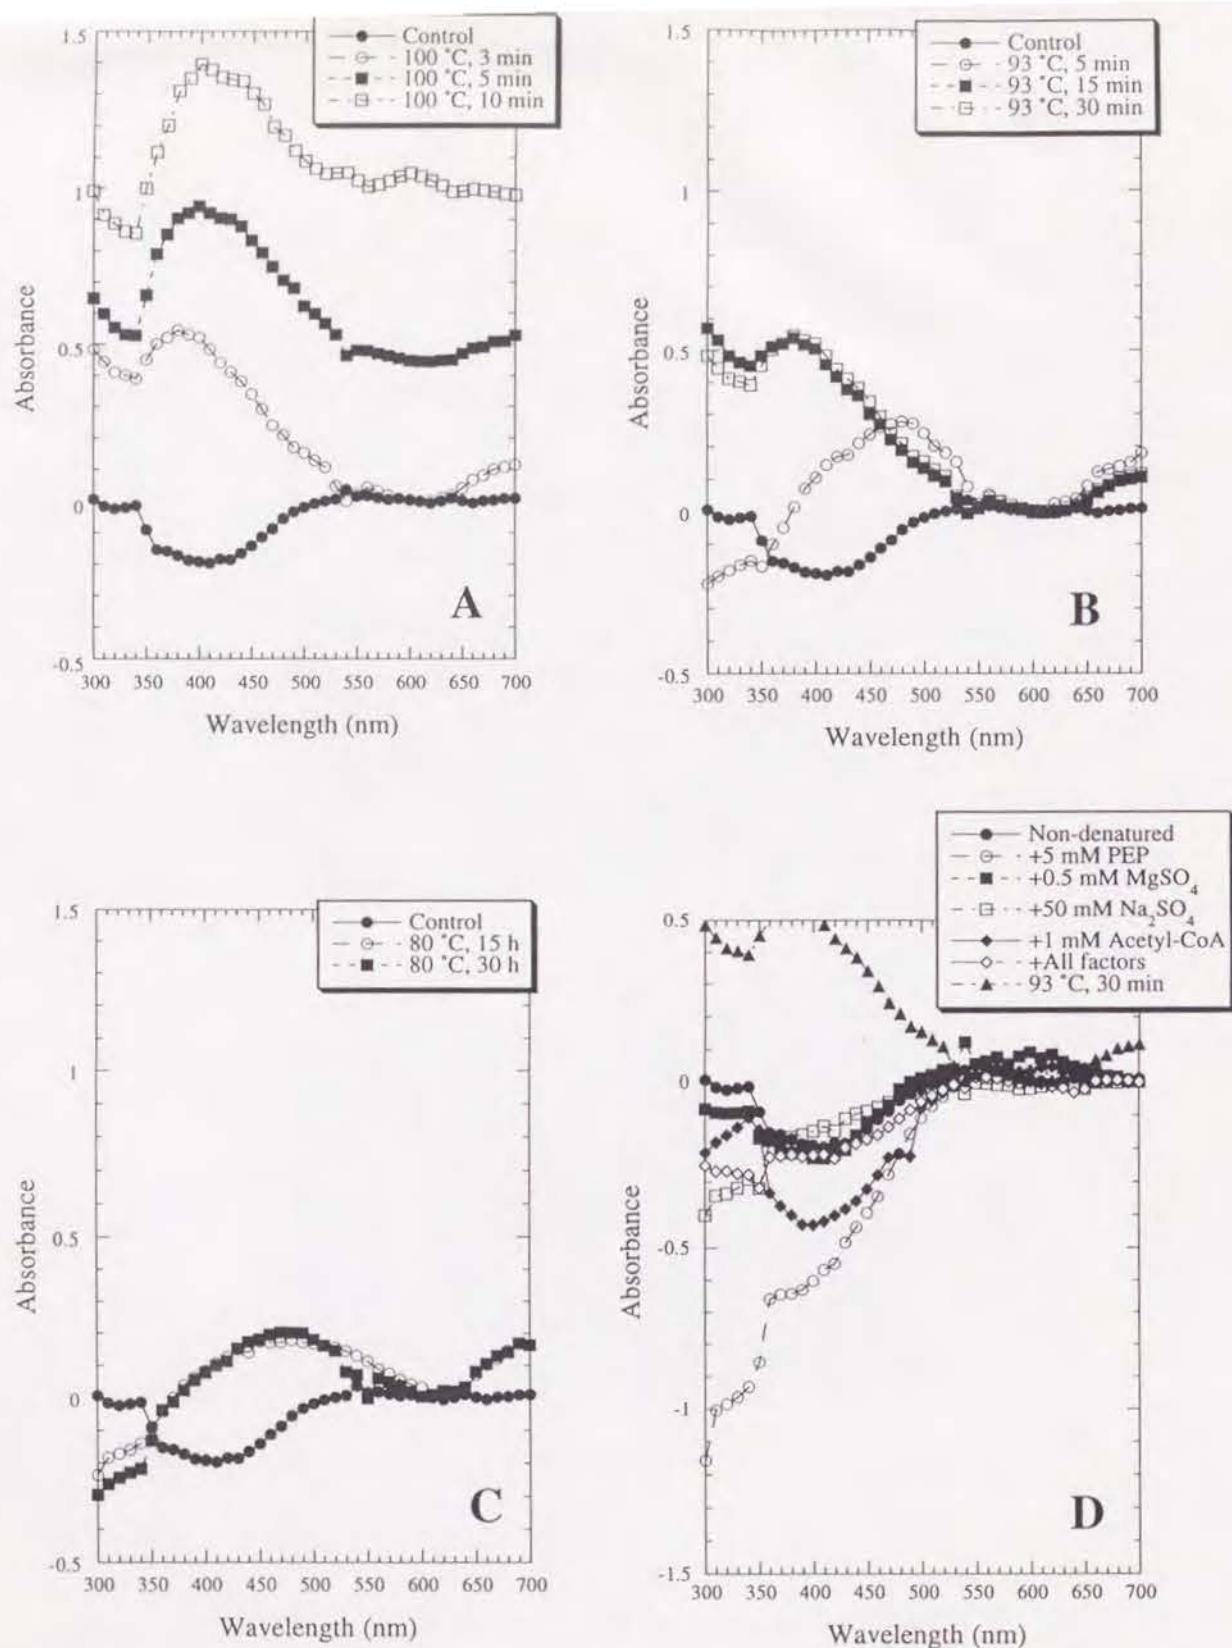 Control
100 ˚C, 3 min
100 ˚C, 5 min
100 ˚C, 10 min
1.5
1
0.5
0
-0.5
Absorbance
A
300 350 400 450 500 550 600 650 700
Wavelength (nm)
Control
93 ˚C, 5 min
93 ˚C, 15 min
93 ˚C, 30 min
1.5
1
0.5
0
-0.5
Absorbance
B
300 350 400 450 500 550 600 650 700
Wavelength (nm)
Control
80 ˚C, 15 h
80 ˚C, 30 h
1.5
1
0.5
0
-0.5
Absorbance
C
300 350 400 450 500 550 600 650 700
Wavelength (nm)
Non-denatured
+5 mM PEP
+0.5 mM MgSO₄
+50 mM Na₂SO₄
+1 mM Acetyl-CoA
+All factors
93 ˚C, 30 min
0.5
0
-0.5
-1
-1.5
Absorbance
D
300 350 400 450 500 550 600 650 700
Wavelength (nm)